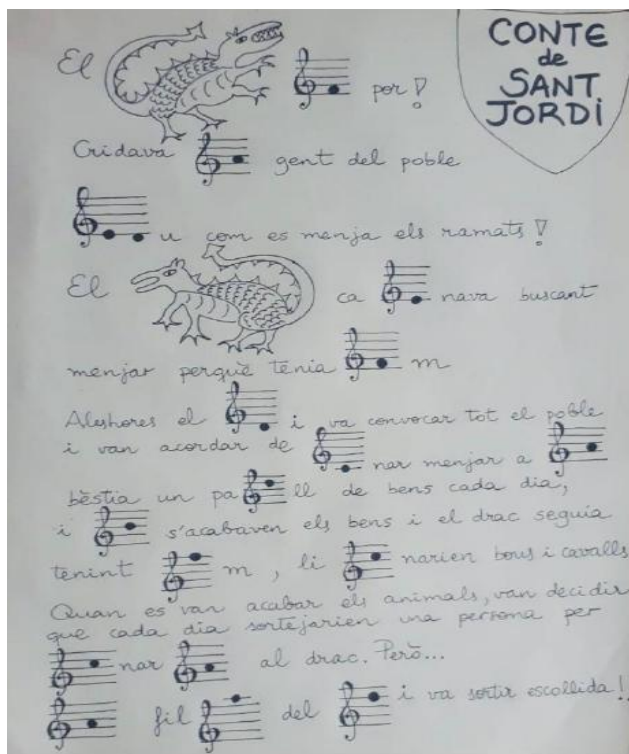 CONTE
de
SANT
JORDI
El por!
Cridava gent del poble
u com es menja els ramats!
El ca nava buscant
menjar perquè tenia m
Aleshores el i va convocar tot el poble
i van acordar de nar menjar a
bèstia un pa ll de bens cada dia,
i s'acabaven els bens i el drac seguia
tenint m, li narien bous i cavalls
Quan es van acabar els animals, van decidir
que cada dia sortejarien una persona per
nar al drac. Però...
fil del i va sortir escollida!